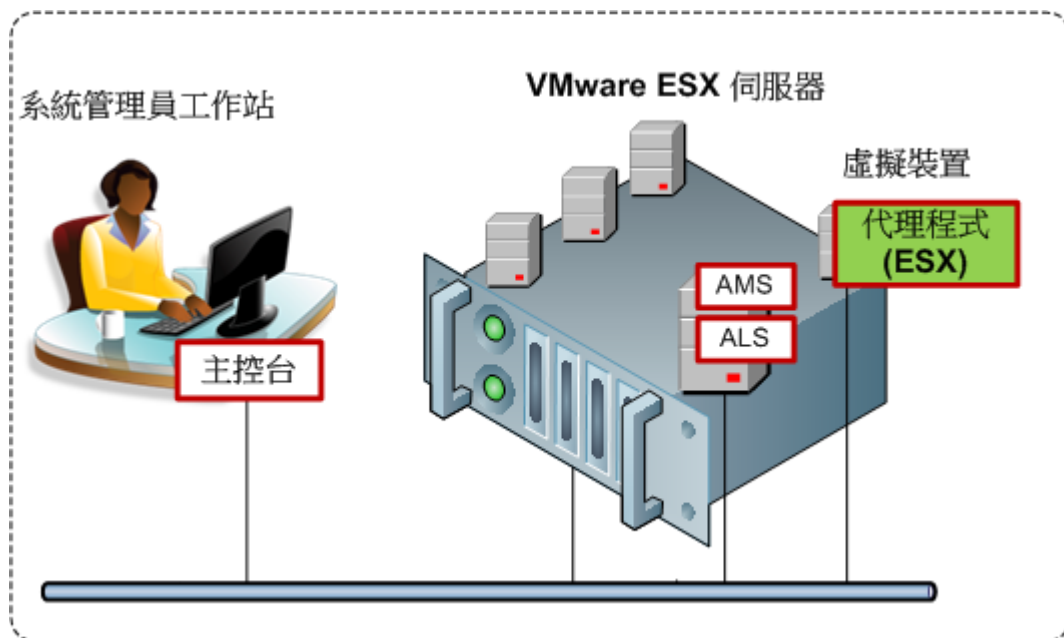 系統管理員工作站
VMware ESX 伺服器
虛擬裝置
代理程式
(ESX)
AMS
ALS
主控台